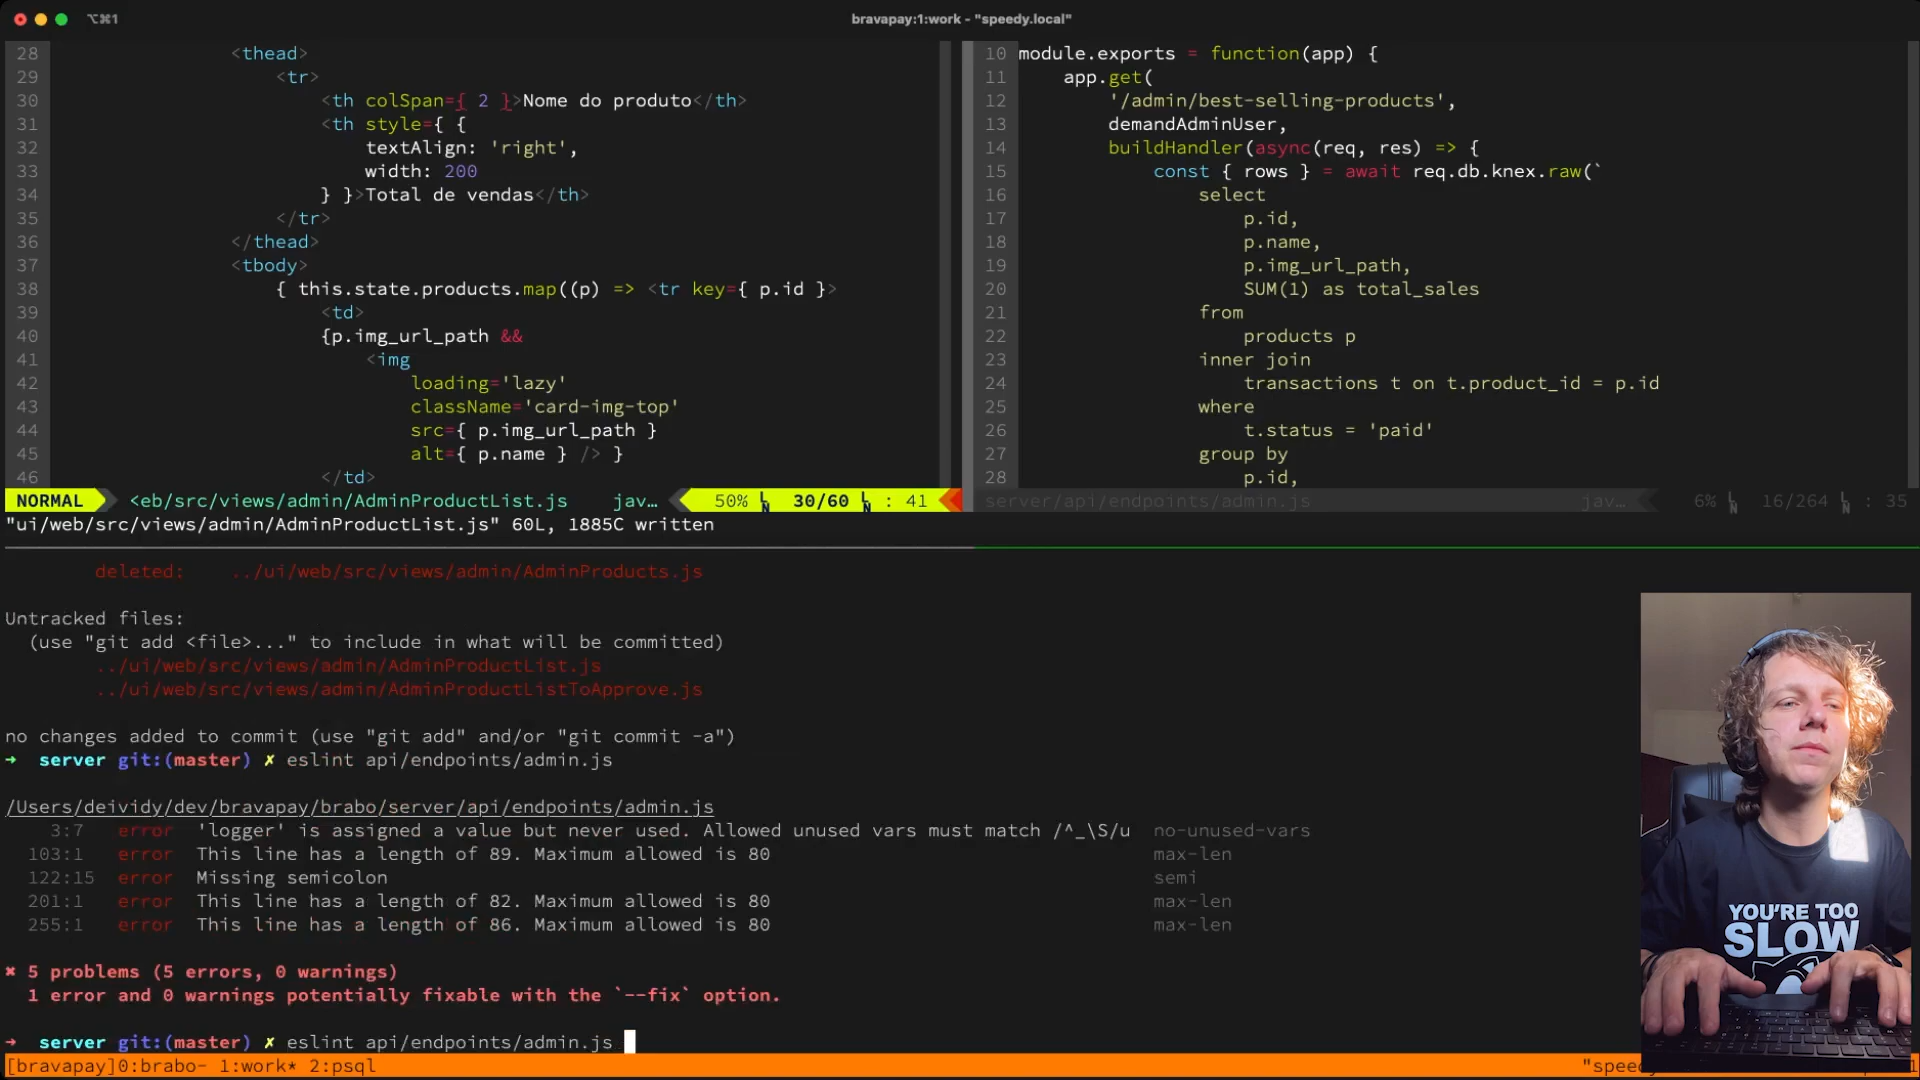 ⌥⌘1
bravapay:1:work - "speedy.local"
28 <thead>
29 <tr>
30 <th colSpan={ 2 }>Nome do produto</th>
31 <th style={ {
32 textAlign: 'right',
33 width: 200
34 } }>Total de vendas</th>
35 </tr>
36 </thead>
37 <tbody>
38 { this.state.products.map((p) => <tr key={ p.id }>
39 <td>
40 {p.img_url_path &&
41 <img
42 loading='lazy'
43 className='card-img-top'
44 src={ p.img_url_path }
45 alt={ p.name } /> }
46 </td>
NORMAL <eb/src/views/admin/AdminProductList.js jav… 50% 30/60 : 41
"ui/web/src/views/admin/AdminProductList.js" 60L, 1885C written
10 module.exports = function(app) {
11 app.get(
12 '/admin/best-selling-products',
13 demandAdminUser,
14 buildHandler(async(req, res) => {
15 const { rows } = await req.db.knex.raw(`
16 select
17 p.id,
18 p.name,
19 p.img_url_path,
20 SUM(1) as total_sales
21 from
22 products p
23 inner join
24 transactions t on t.product_id = p.id
25 where
26 t.status = 'paid'
27 group by
28 p.id,
server/api/endpoints/admin.js jav… 6% 16/264 : 35
deleted: ../ui/web/src/views/admin/AdminProducts.js
Untracked files:
(use "git add <file>..." to include in what will be committed)
../ui/web/src/views/admin/AdminProductList.js
../ui/web/src/views/admin/AdminProductListToApprove.js
no changes added to commit (use "git add" and/or "git commit -a")
➜ server git:(master) ✗ eslint api/endpoints/admin.js
/Users/deividy/dev/bravapay/brabo/server/api/endpoints/admin.js
3:7 error 'logger' is assigned a value but never used. Allowed unused vars must match /^_\S/u no-unused-vars
103:1 error This line has a length of 89. Maximum allowed is 80 max-len
122:15 error Missing semicolon semi
201:1 error This line has a length of 82. Maximum allowed is 80 max-len
255:1 error This line has a length of 86. Maximum allowed is 80 max-len
✖ 5 problems (5 errors, 0 warnings)
1 error and 0 warnings potentially fixable with the `--fix` option.
➜ server git:(master) ✗ eslint api/endpoints/admin.js
[bravapay]0:brabo- 1:work* 2:psql
YOU'RE TOO
SLOW